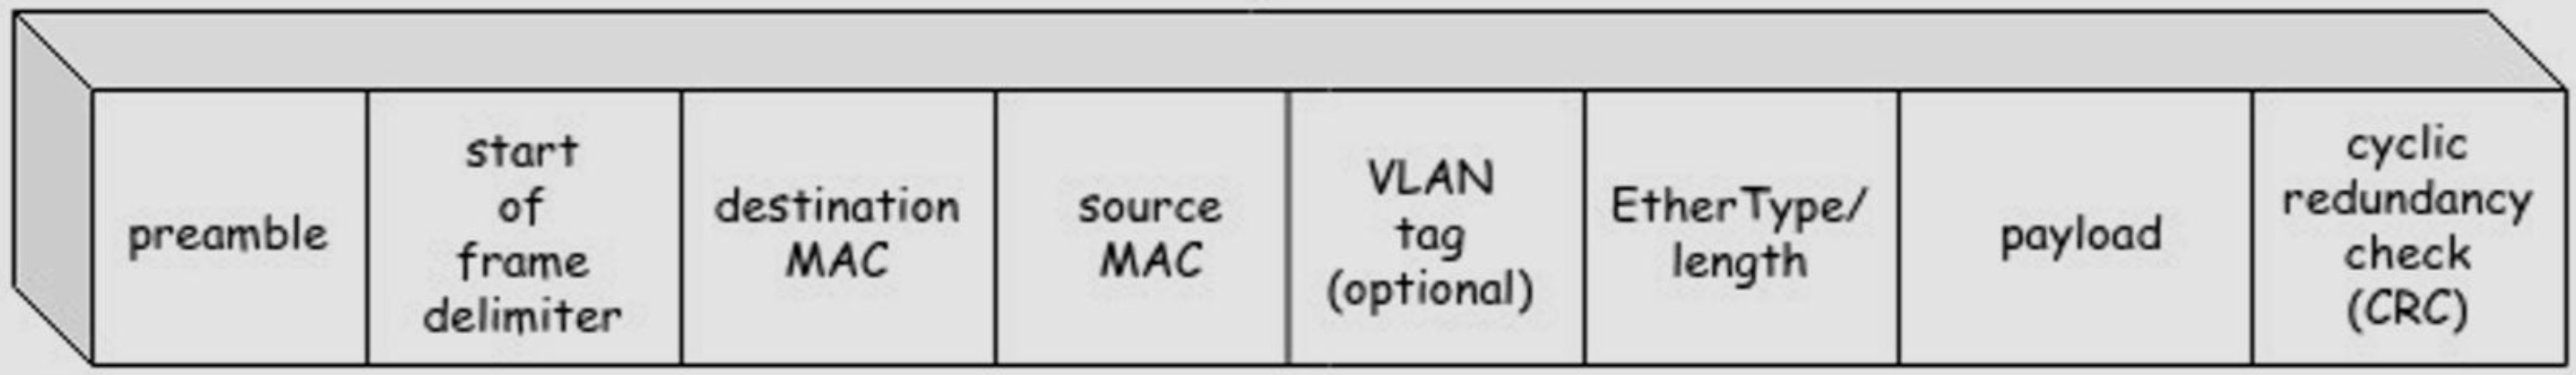 preamble
start
of
frame
delimiter
destination
MAC
source
MAC
VLAN
tag
(optional)
EtherType/
length
payload
cyclic
redundancy
check
(CRC)